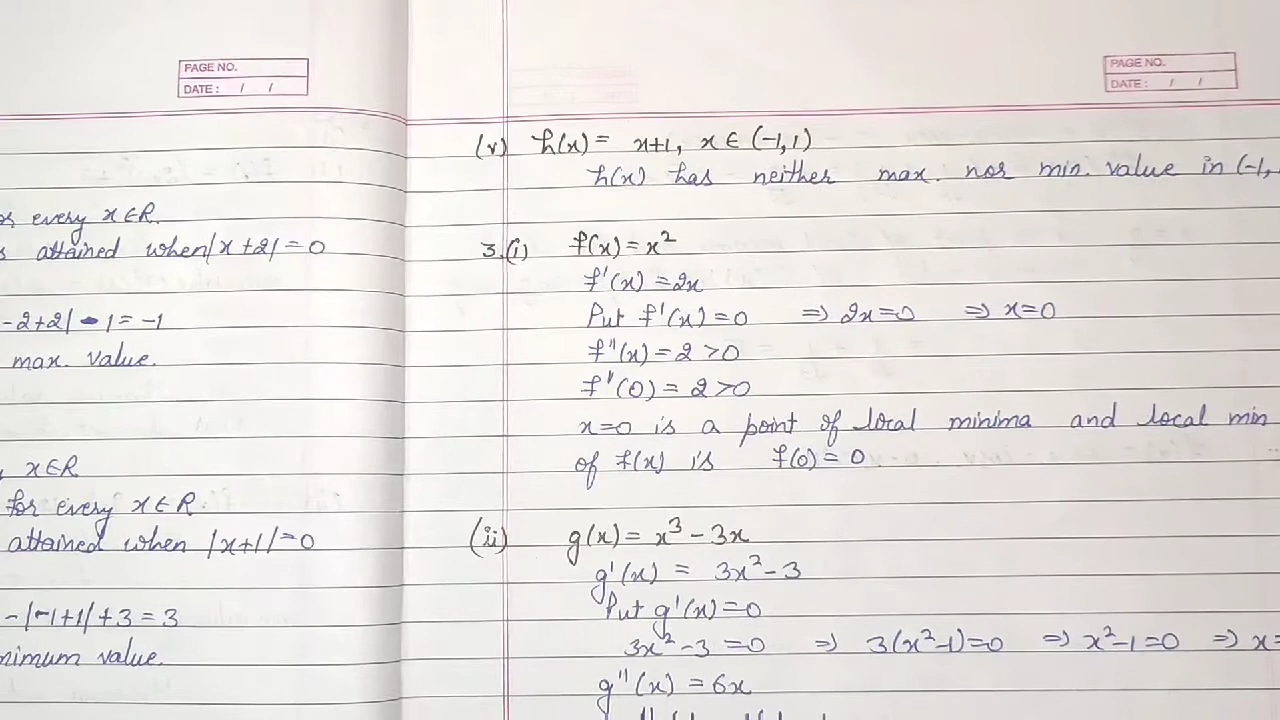 PAGE NO.
DATE: / /
for every x∈R.
attained when |x+2| = 0
-2+2| - 1 = -1
max. value.
x∈R
for every x∈R.
attained when |x+1| = 0
-|-1+1| + 3 = 3
nimum value.
PAGE NO.
DATE: / /
(v) h(x) = x+1, x ∈ (-1,1)
h(x) has neither max. nor min. value in (-1,
3.(i) f(x) = x²
f'(x) = 2x
Put f'(x) = 0 ⇒ 2x=0 ⇒ x=0
f''(x) = 2 >0
f''(0) = 2 >0
x=0 is a point of local minima and local min
of f(x) is f(0) = 0
(ii) g(x) = x³ - 3x
g'(x) = 3x² - 3
Put g'(x) = 0
3x² - 3 = 0 ⇒ 3(x²-1)=0 ⇒ x²-1=0 ⇒ x=
g''(x) = 6x